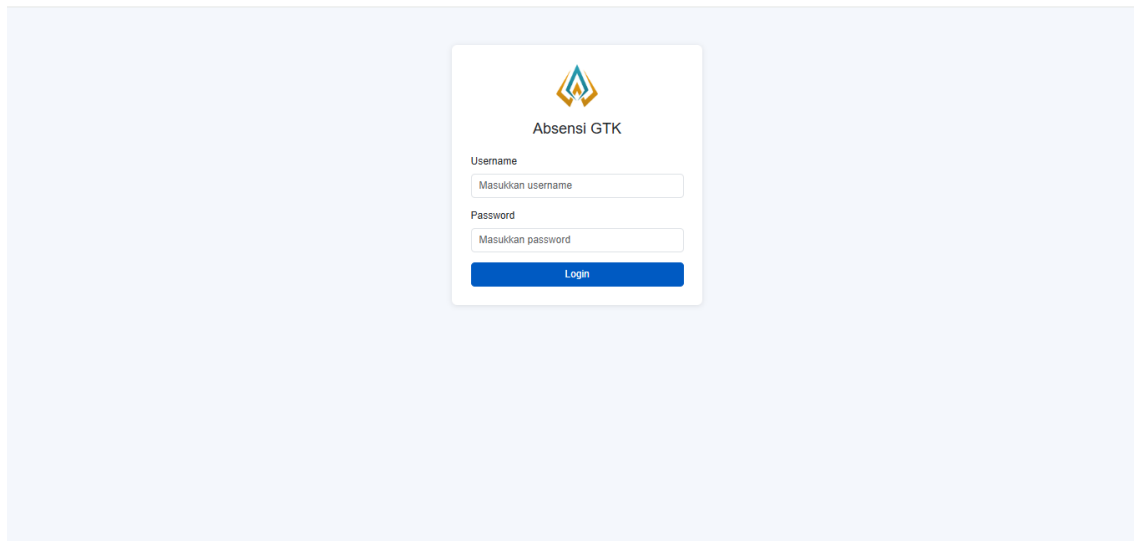 Absensi GTK
Username
Masukkan username
Password
Masukkan password
Login